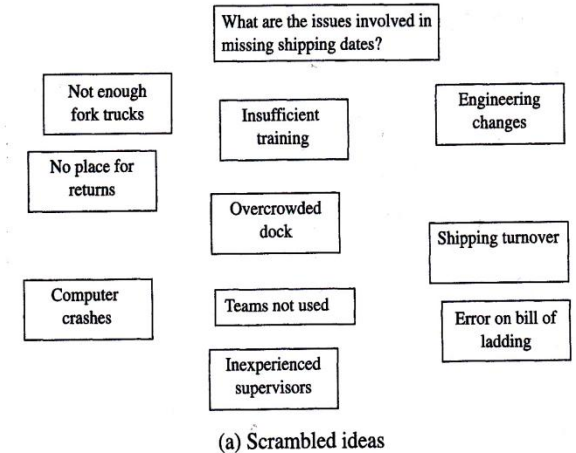 What are the issues involved in
missing shipping dates?
Not enough
fork trucks
Insufficient
training
Engineering
changes
No place for
returns
Overcrowded
dock
Shipping turnover
Computer
crashes
Teams not used
Error on bill of
ladding
Inexperienced
supervisors
(a) Scrambled ideas